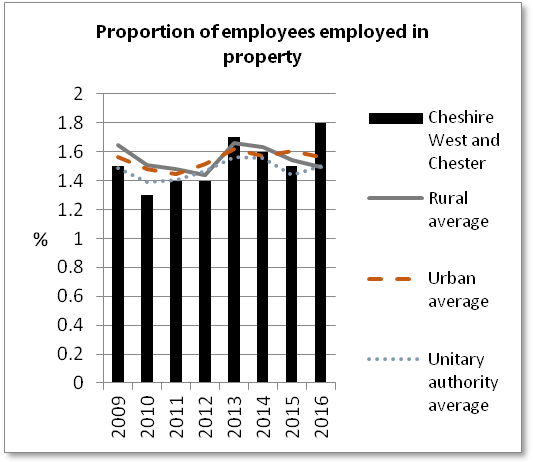 Proportion of employees employed in
property
2
1.8
1.6
1.4
1.2
1
0.8
0.6
0.4
0.2
0
%
2009
2010
2011
2012
2013
2014
2015
2016
Cheshire
West and
Chester
Rural
average
Urban
average
Unitary
authority
average